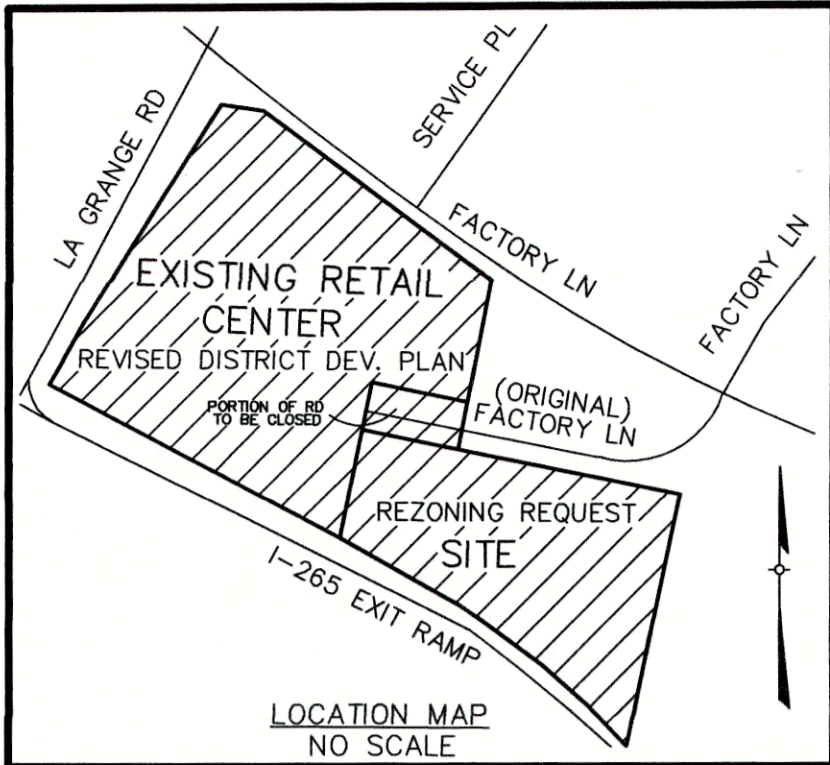 SERVICE PL
LA GRANGE RD
FACTORY LN
FACTORY LN
EXISTING RETAIL
CENTER
REVISED DISTRICT DEV. PLAN
PORTION OF RD
TO BE CLOSED
(ORIGINAL)
FACTORY LN
REZONING REQUEST
SITE
I-265 EXIT RAMP
LOCATION MAP
NO SCALE